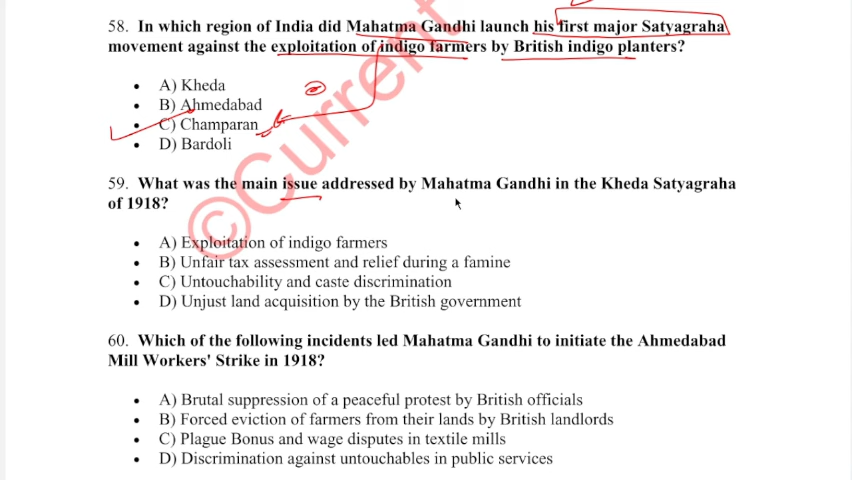 58. In which region of India did Mahatma Gandhi launch his first major Satyagraha
movement against the exploitation of indigo farmers by British indigo planters?
• A) Kheda
• B) Ahmedabad
• C) Champaran
• D) Bardoli
59. What was the main issue addressed by Mahatma Gandhi in the Kheda Satyagraha
of 1918?
• A) Exploitation of indigo farmers
• B) Unfair tax assessment and relief during a famine
• C) Untouchability and caste discrimination
• D) Unjust land acquisition by the British government
60. Which of the following incidents led Mahatma Gandhi to initiate the Ahmedabad
Mill Workers' Strike in 1918?
• A) Brutal suppression of a peaceful protest by British officials
• B) Forced eviction of farmers from their lands by British landlords
• C) Plague Bonus and wage disputes in textile mills
• D) Discrimination against untouchables in public services
©Current